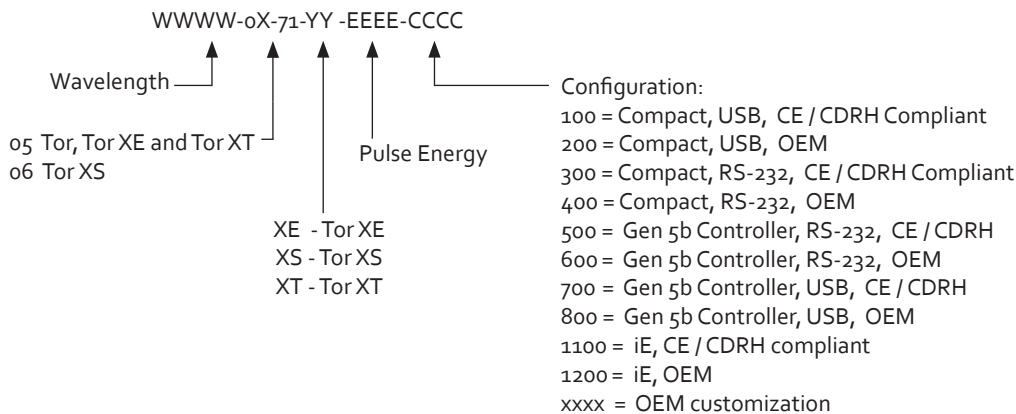 WWWW-0X-71-YY -EEEE-CCCC
Wavelength
05 Tor, Tor XE and Tor XT
06 Tor XS
Pulse Energy
XE - Tor XE
XS - Tor XS
XT - Tor XT
Configuration:
100 = Compact, USB, CE / CDRH Compliant
200 = Compact, USB, OEM
300 = Compact, RS-232, CE / CDRH Compliant
400 = Compact, RS-232, OEM
500 = Gen 5b Controller, RS-232, CE / CDRH
600 = Gen 5b Controller, RS-232, OEM
700 = Gen 5b Controller, USB, CE / CDRH
800 = Gen 5b Controller, USB, OEM
1100 = iE, CE / CDRH compliant
1200 = iE, OEM
xxxx = OEM customization